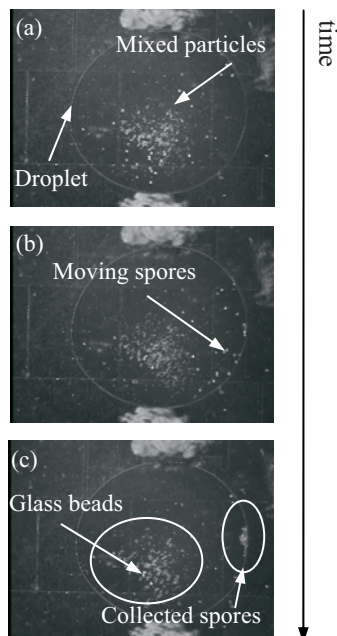 (a)
Mixed particles
Droplet
time
(b)
Moving spores
(c)
Glass beads
Collected spores